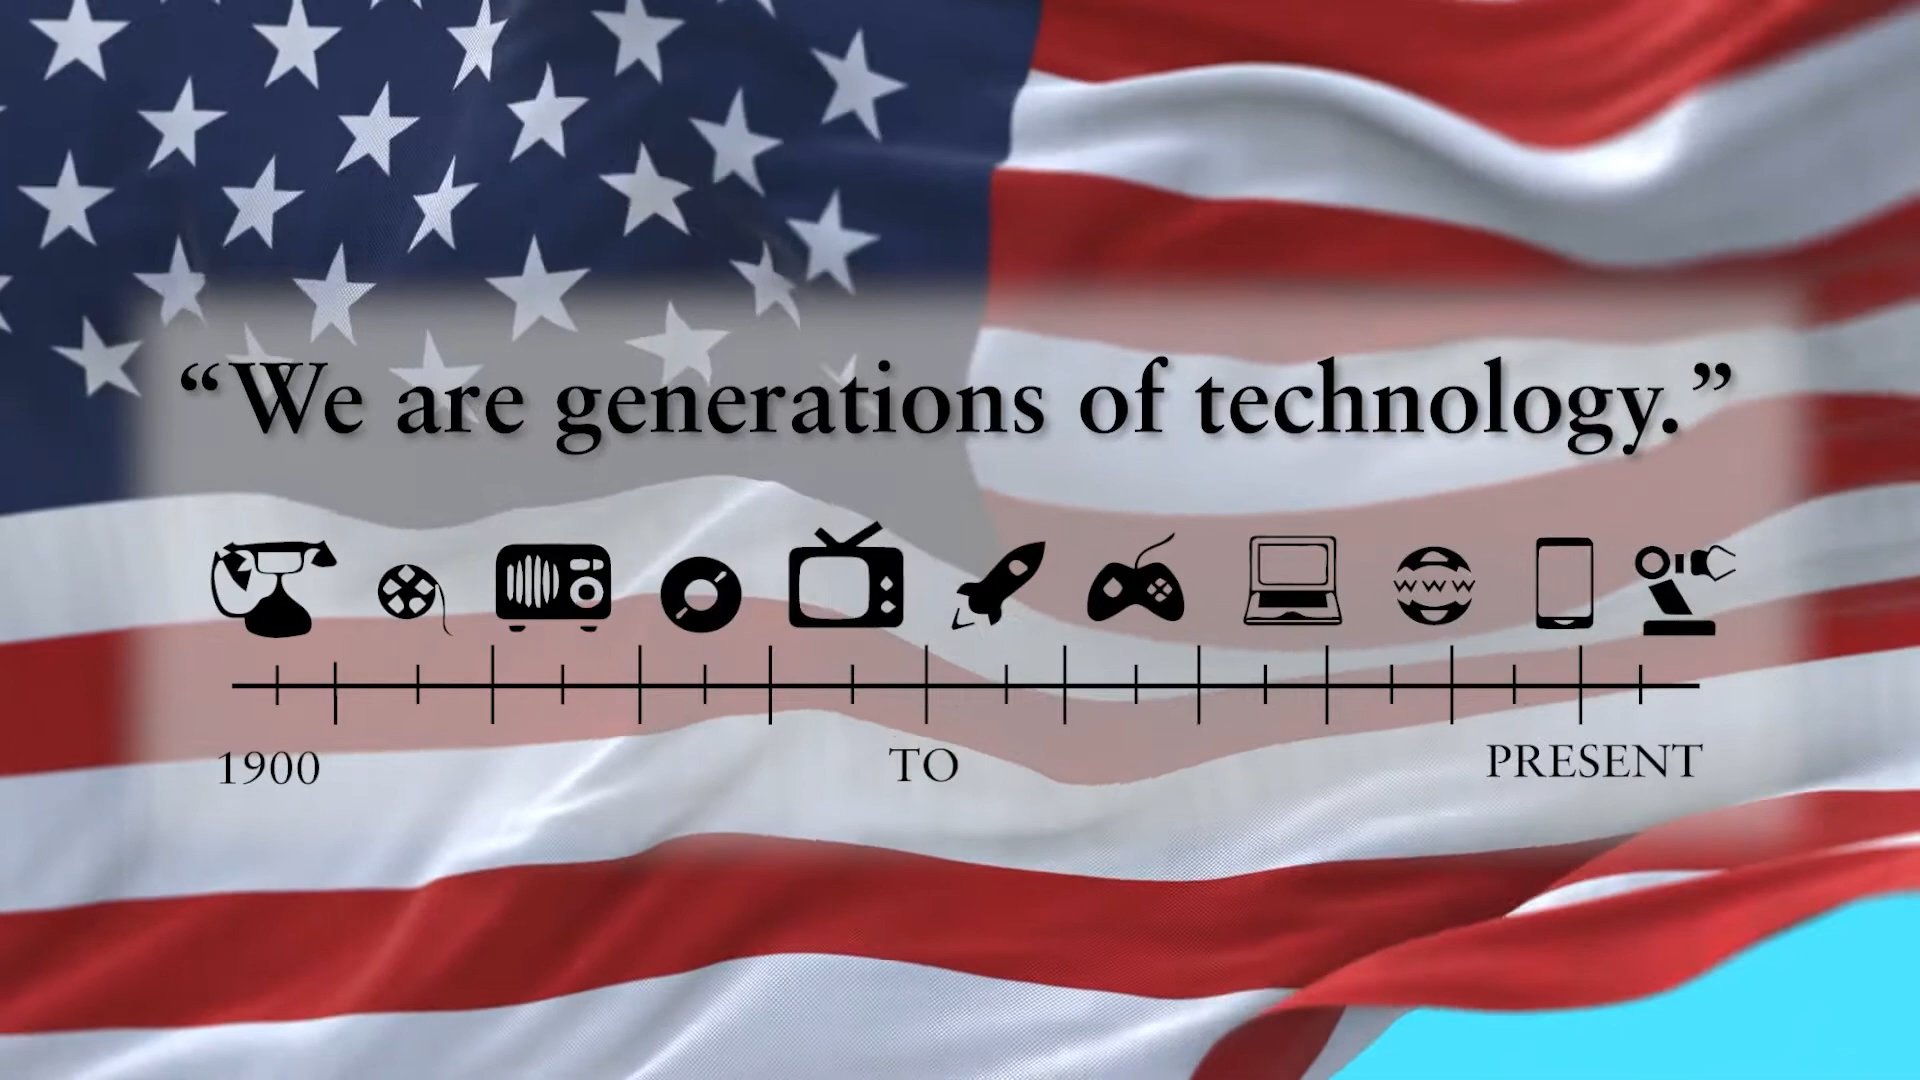 “We are generations of technology.”
WWW
1900 TO PRESENT